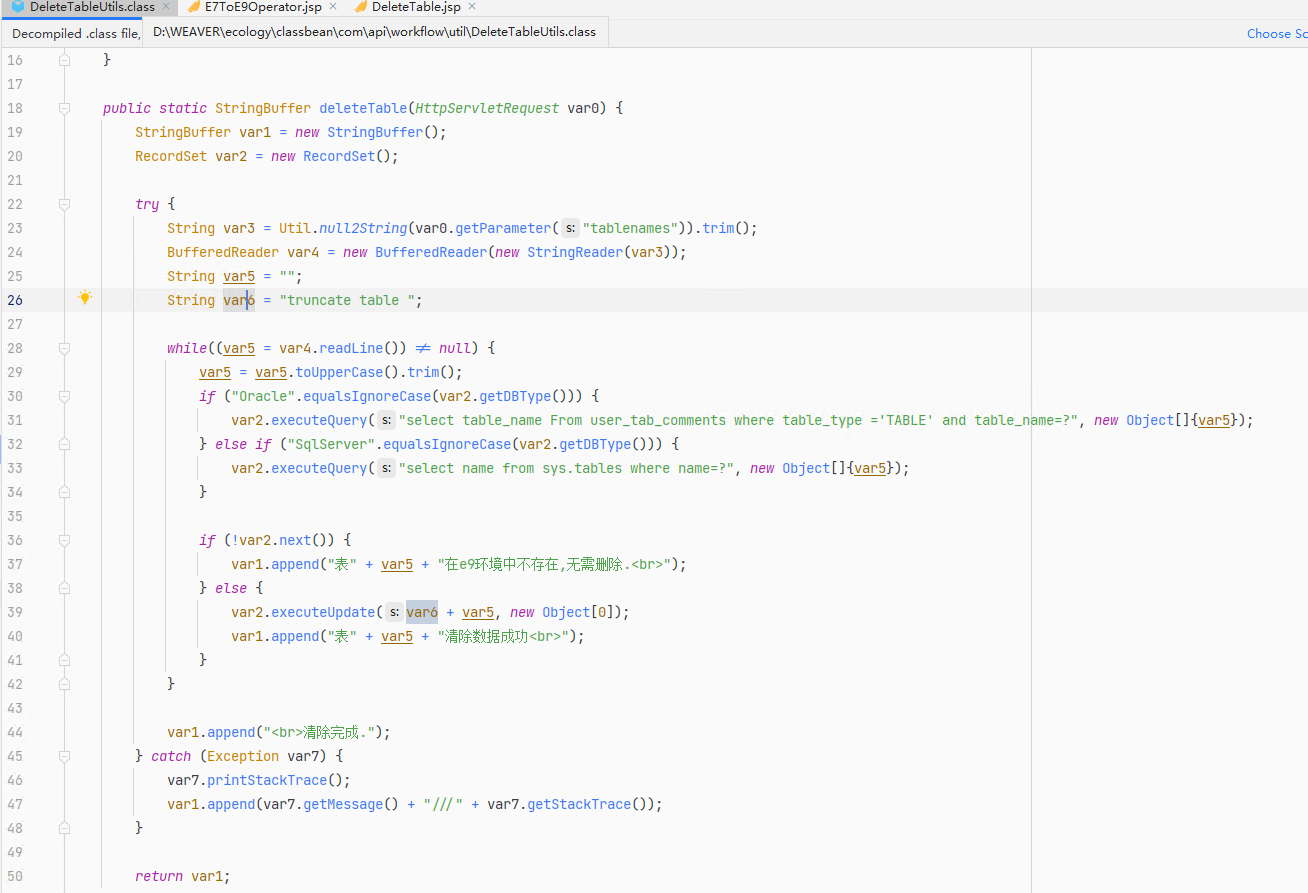 DeleteTableUtils.class × E7ToE9Operator.jsp × DeleteTable.jsp ×
Decompiled .class file, D:\WEAVER\ecology\classbean\com\api\workflow\util\DeleteTableUtils.class Choose So
16 }
17
18 public static StringBuffer deleteTable(HttpServletRequest var0) {
19 StringBuffer var1 = new StringBuffer();
20 RecordSet var2 = new RecordSet();
21
22 try {
23 String var3 = Util.null2String(var0.getParameter( s: "tablenames")).trim();
24 BufferedReader var4 = new BufferedReader(new StringReader(var3));
25 String var5 = "";
26 String var6 = "truncate table ";
27
28 while((var5 = var4.readLine()) ≠ null) {
29 var5 = var5.toUpperCase().trim();
30 if ("Oracle".equalsIgnoreCase(var2.getDBType())) {
31 var2.executeQuery( s: "select table_name From user_tab_comments where table_type ='TABLE' and table_name=?", new Object[]{var5});
32 } else if ("SqlServer".equalsIgnoreCase(var2.getDBType())) {
33 var2.executeQuery( s: "select name from sys.tables where name=?", new Object[]{var5});
34 }
35
36 if (!var2.next()) {
37 var1.append("表" + var5 + "在e9环境中不存在,无需删除.<br>");
38 } else {
39 var2.executeUpdate( s: var6 + var5, new Object[0]);
40 var1.append("表" + var5 + "清除数据成功<br>");
41 }
42 }
43
44 var1.append("<br>清除完成.");
45 } catch (Exception var7) {
46 var7.printStackTrace();
47 var1.append(var7.getMessage() + "///" + var7.getStackTrace());
48 }
49
50 return var1;